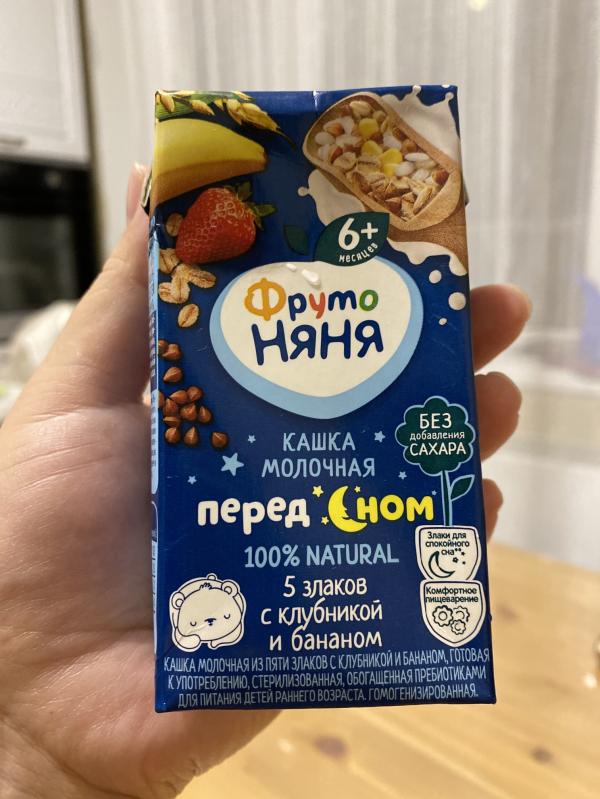 6+
месяцев
Фруто
НЯНЯ
БЕЗ
добавления
САХАРА
КАШКА
МОЛОЧНАЯ
перед Сном
100% NATURAL
5 злаков
с клубникой
и бананом
Злаки для
спокойного
сна**
Комфортное
пищеварение
КАШКА МОЛОЧНАЯ ИЗ ПЯТИ ЗЛАКОВ С КЛУБНИКОЙ И БАНАНОМ, ГОТОВАЯ
К УПОТРЕБЛЕНИЮ, СТЕРИЛИЗОВАННАЯ, ОБОГАЩЕННАЯ ПРЕБИОТИКАМИ
ДЛЯ ПИТАНИЯ ДЕТЕЙ РАННЕГО ВОЗРАСТА. ГОМОГЕНИЗИРОВАННАЯ.